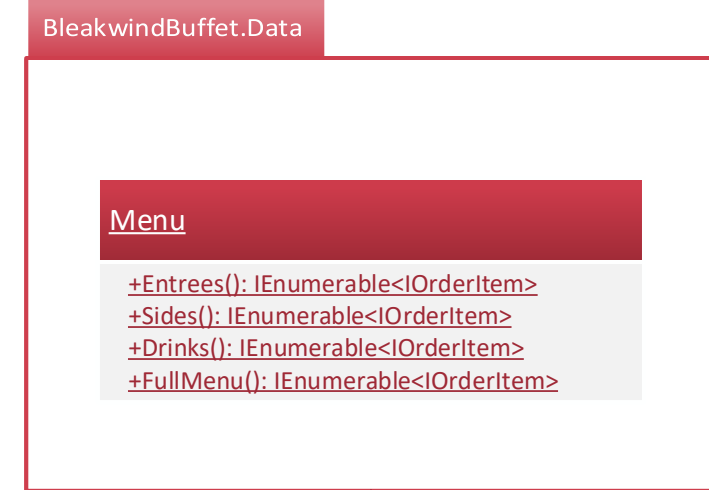 BleakwindBuffet.Data
Menu
+Entrees(): IEnumerable<IOrderItem>
+Sides(): IEnumerable<IOrderItem>
+Drinks(): IEnumerable<IOrderItem>
+FullMenu(): IEnumerable<IOrderItem>